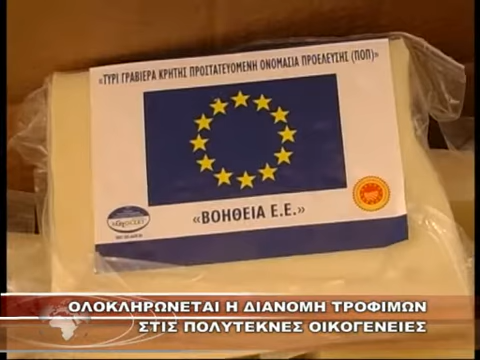 «ΤΥΡΙ ΓΡΑΒΙΕΡΑ ΚΡΗΤΗΣ ΠΡΟΣΤΑΤΕΥΟΜΕΝΗ ΟΝΟΜΑΣΙΑ ΠΡΟΕΛΕΥΣΗΣ (ΠΟΠ)»
«ΒΟΗΘΕΙΑ Ε.Ε.»
ΟΛΟΚΛΗΡΩΝΕΤΑΙ Η ΔΙΑΝΟΜΗ ΤΡΟΦΙΜΩΝ
ΣΤΙΣ ΠΟΛΥΤΕΚΝΕΣ ΟΙΚΟΓΕΝΕΙΕΣ